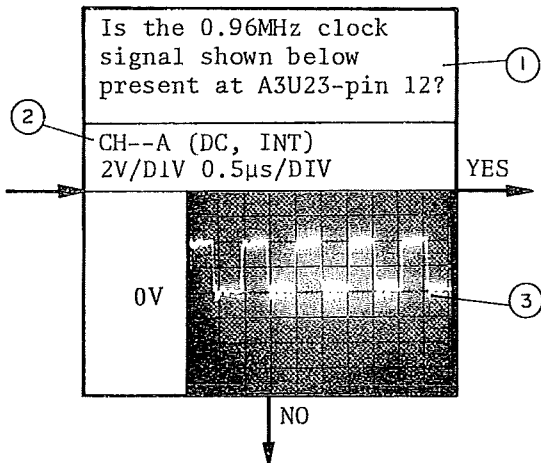 Is the 0.96MHz clock
signal shown below
present at A3U23-pin 12?
1
2
CH--A (DC, INT)
2V/D1V 0.5µs/DIV
YES
0V
3
NO